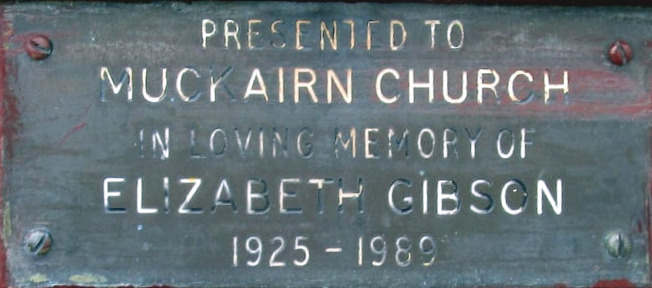 PRESENTED TO
MUCKAIRN CHURCH
IN LOVING MEMORY OF
ELIZABETH GIBSON
1925 - 1989